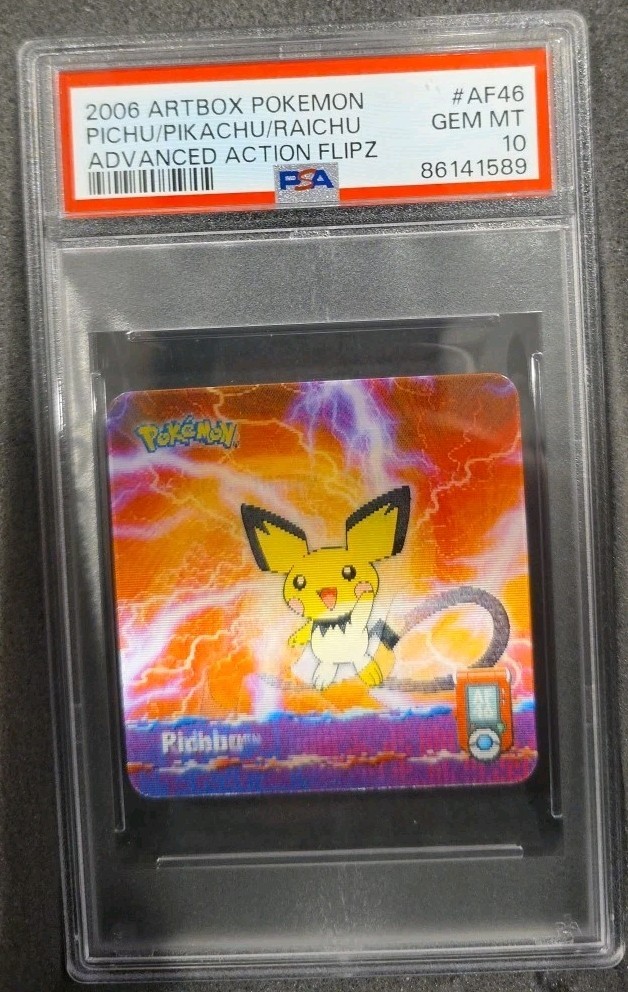 2006 ARTBOX POKEMON #AF46
PICHU/PIKACHU/RAICHU GEM MT
ADVANCED ACTION FLIPZ 10
PSA 86141589
POKéMON